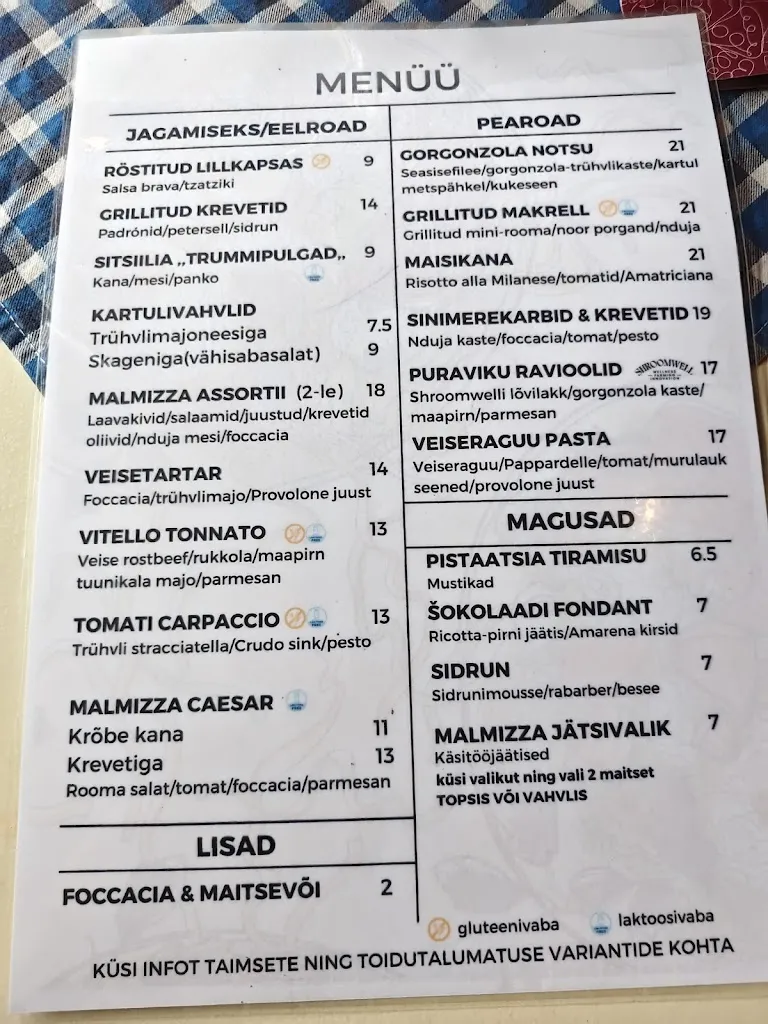 MENÜÜ
JAGAMISEKS/EELROAD
RÖSTITUD LILLKAPSAS 9
Salsa brava/tzatziki
GRILLITUD KREVETID 14
Padrónid/petersell/sidrun
SITSIILIA ,,TRUMMIPULGAD,, 9
Kana/mesi/panko
KARTULIVAHVLID
Trühvlimajoneesiga 7.5
Skageniga(vähisabasalat) 9
MALMIZZA ASSORTII (2-le) 18
Laavakivid/salaamid/juustud/krevetid
oliivid/nduja mesi/foccacia
VEISETARTAR 14
Foccacia/trühvlimajo/Provolone juust
VITELLO TONNATO 13
Veise rostbeef/rukkola/maapirn
tuunikala majo/parmesan
TOMATI CARPACCIO 13
Trühvli stracciatella/Crudo sink/pesto
MALMIZZA CAESAR
Krõbe kana 11
Krevetiga 13
Rooma salat/tomat/foccacia/parmesan
LISAD
FOCCACIA & MAITSEVÕI 2
PEAROAD
GORGONZOLA NOTSU 21
Seasisefilee/gorgonzola-trühvlikaste/kartul
metspähkel/kukeseen
GRILLITUD MAKRELL 21
Grillitud mini-rooma/noor porgand/nduja
MAISIKANA 21
Risotto alla Milanese/tomatid/Amatriciana
SINIMEREKARBID & KREVETID 19
Nduja kaste/foccacia/tomat/pesto
PURAVIKU RAVIOOLID SHROOMWELL 17
Shroomwelli lõvilakk/gorgonzola kaste/
maapirn/parmesan
VEISERAGUU PASTA 17
Veiseraguu/Pappardelle/tomat/murulauk
seened/provolone juust
MAGUSAD
PISTAATSIA TIRAMISU 6.5
Mustikad
ŠOKOLAADI FONDANT 7
Ricotta-pirni jäätis/Amarena kirsid
SIDRUN 7
Sidrunimousse/rabarber/besee
MALMIZZA JÄTSIVALIK 7
Käsitööjäätised
küsi valikut ning vali 2 maitset
TOPSIS VÕI VAHVLIS
gluteenivaba laktoosivaba
KÜSI INFOT TAIMSETE NING TOIDUTALUMATUSE VARIANTIDE KOHTA